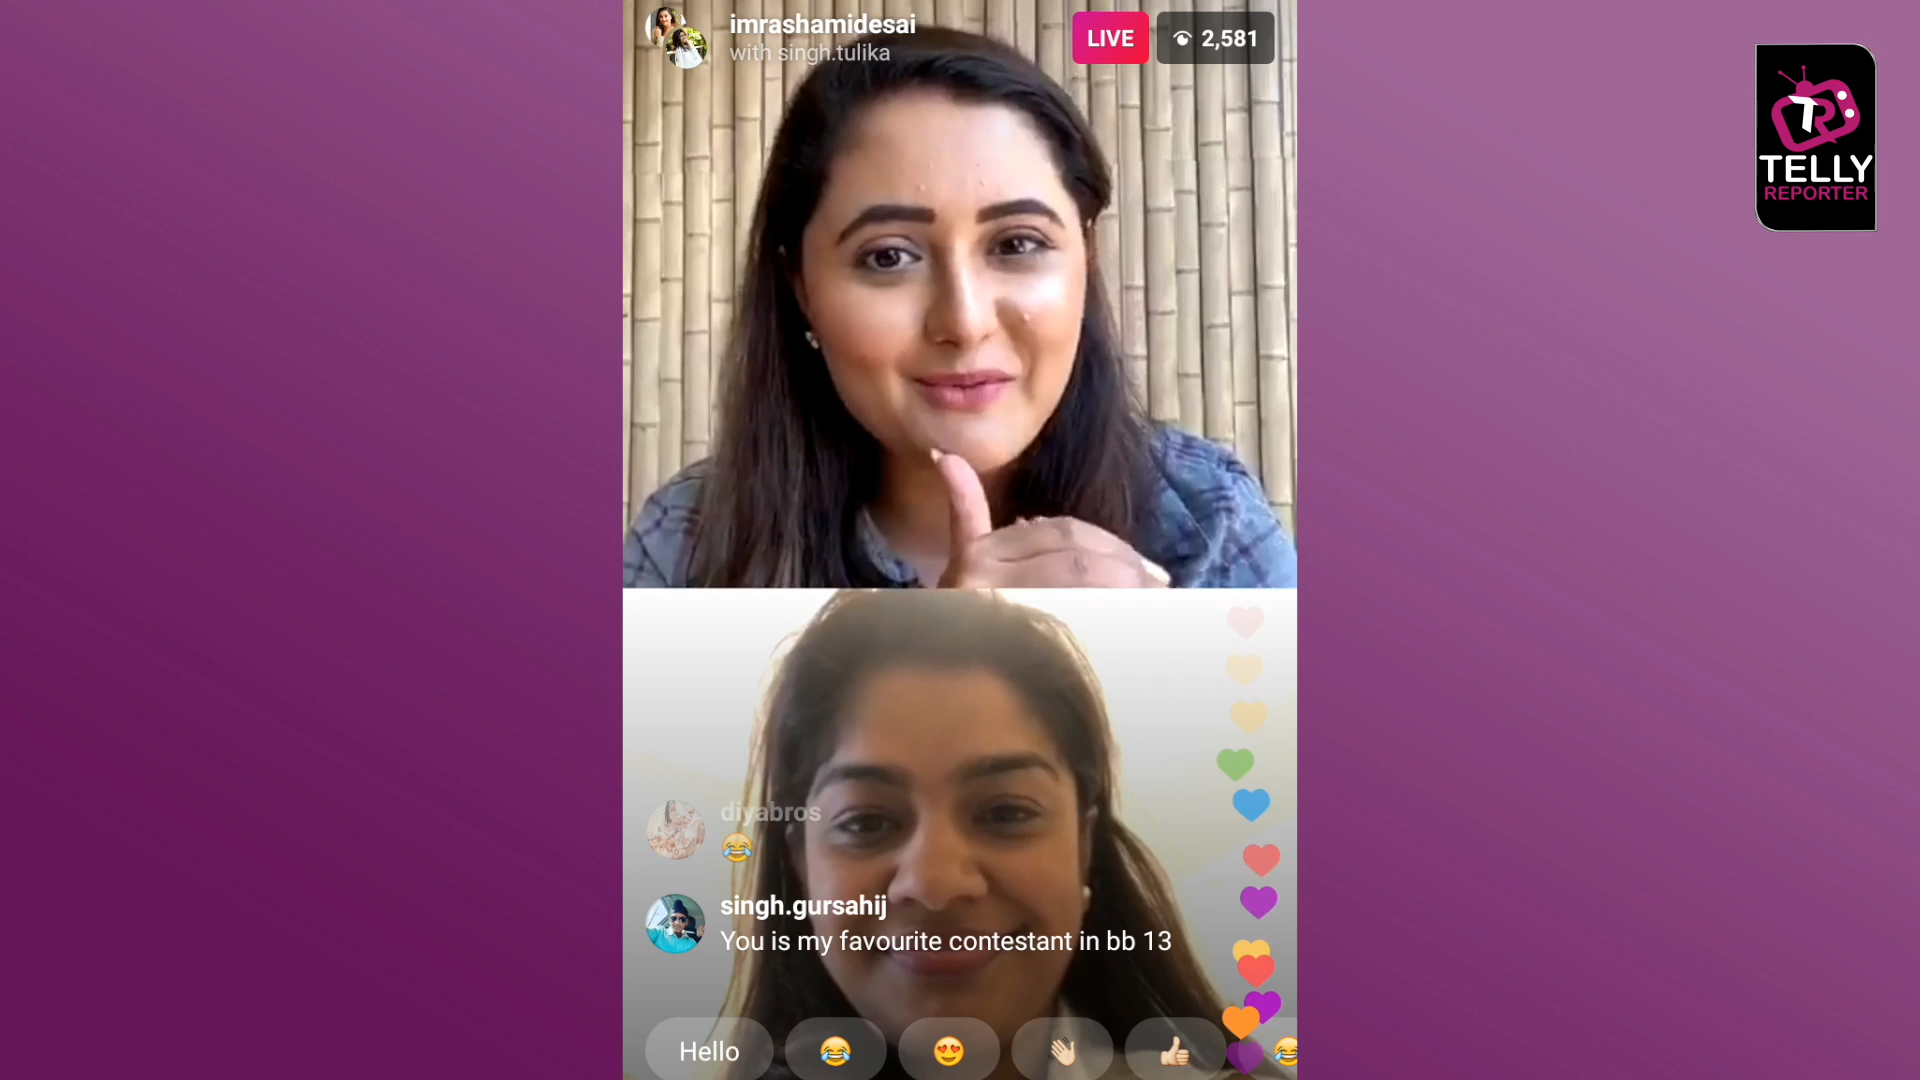 imrashamidesai
with singh.tulika
LIVE
2,581
TR
TELLY
REPORTER
diyabros
😂
singh.gursahij
You is my favourite contestant in bb 13
Hello